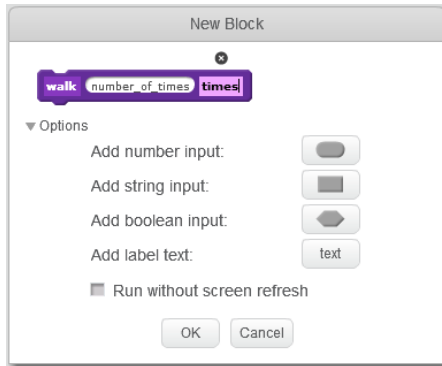 New Block
walk number_of_times times
Options
Add number input:
Add string input:
Add boolean input:
Add label text: text
Run without screen refresh
OK Cancel